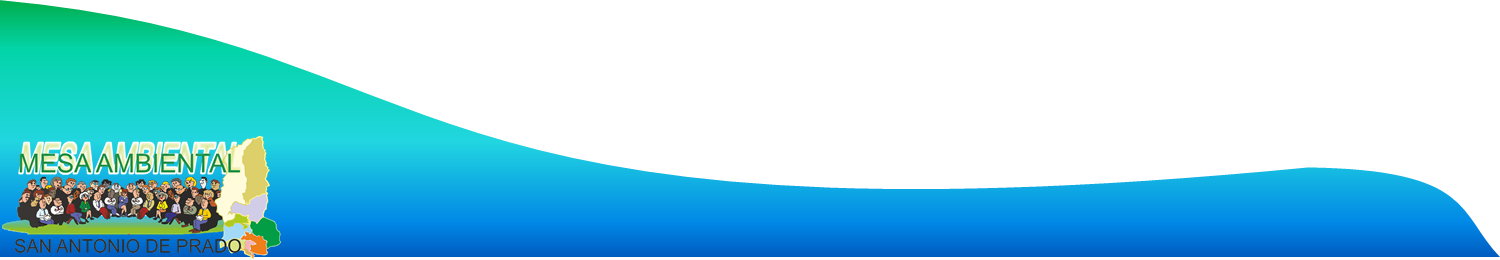 MESA AMBIENTAL
SAN ANTONIO DE PRADO